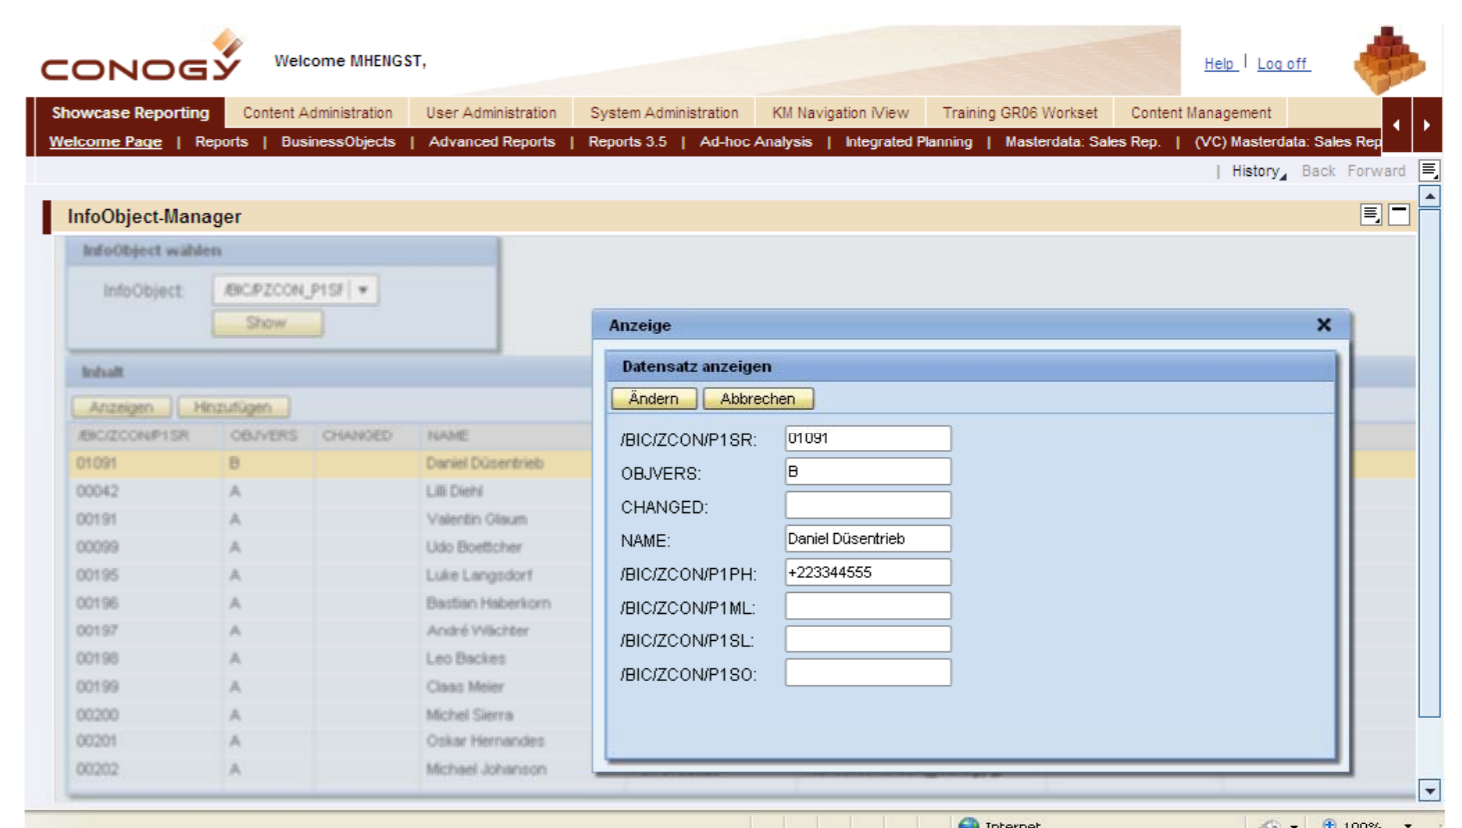 CONOGY
Welcome MHENGST,
Help | Log off
Showcase Reporting Content Administration User Administration System Administration KM Navigation iView Training GR06 Workset Content Management
Welcome Page | Reports | BusinessObjects | Advanced Reports | Reports 3.5 | Ad-hoc Analysis | Integrated Planning | Masterdata: Sales Rep. | (VC) Masterdata: Sales Rep
| History Back Forward
InfoObject-Manager
InfoObject wählen
InfoObject: /BIC/PZCON_P1SF
Show
Anzeige
Datensatz anzeigen
Ändern Abbrechen
/BIC/ZCON/P1SR: 01091
OBJVERS: B
CHANGED:
NAME: Daniel Düsentrieb
/BIC/ZCON/P1PH: +223344555
/BIC/ZCON/P1ML:
/BIC/ZCON/P1SL:
/BIC/ZCON/P1SO:
Inhalt
Anzeigen Hinzufügen
/BIC/ZCON/P1SR OBJVERS CHANGED NAME
01091 B Daniel Düsentrieb
00042 A Lilli Diehl
00191 A Valentin Glaum
00099 A Udo Boettcher
00195 A Luke Langsdorf
00196 A Bastian Haberkorn
00197 A André Wächter
00198 A Leo Backes
00199 A Claas Meier
00200 A Michel Sierra
00201 A Oskar Hernandes
00202 A Michael Johanson
Internet 100%